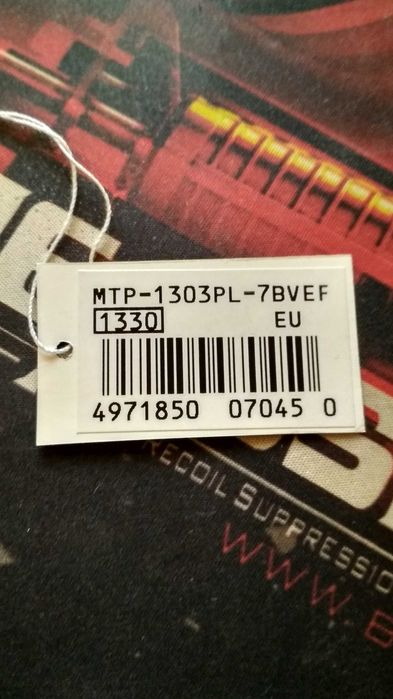 MTP-1303PL-7BVEF
1330 EU
4971850 07045 0
RECOIL SUPPRESSIO
WWW.